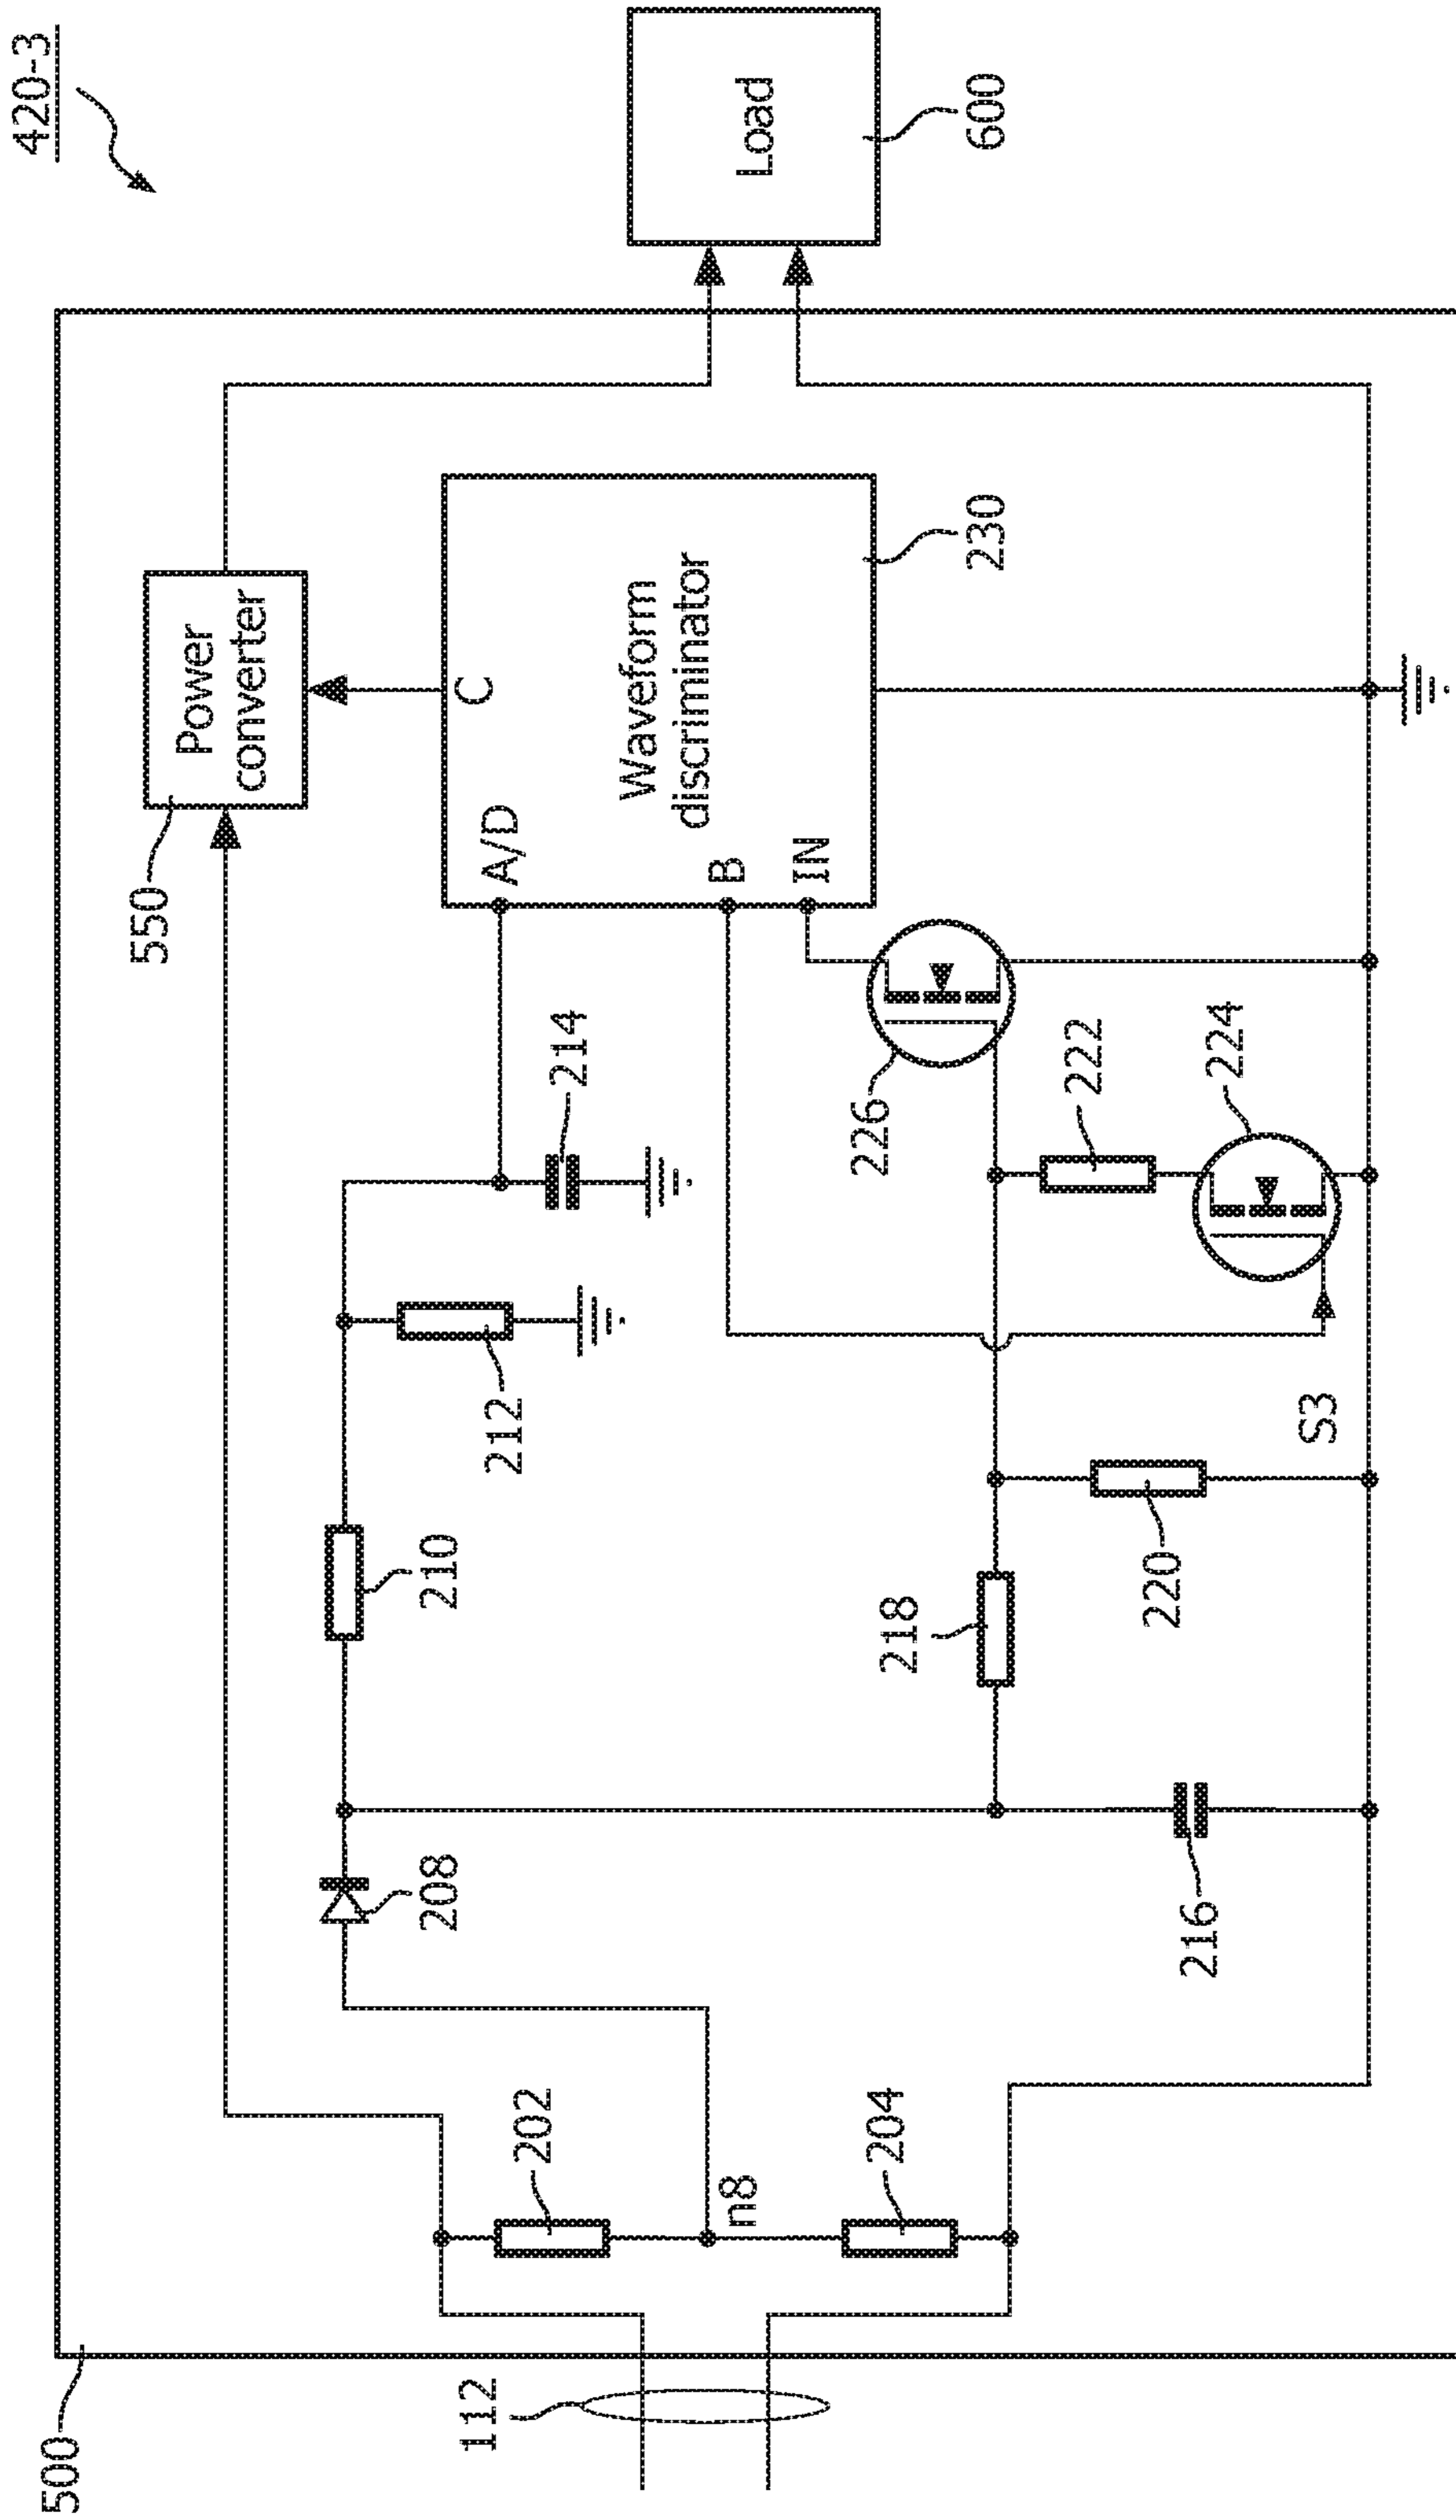 420-3
500
112
202
n8
204
208
210
212
214
216
218
220
S3
222
224
226
550
Power
converter
A/D
C
B
IN
Waveform
discriminator
230
Load
600